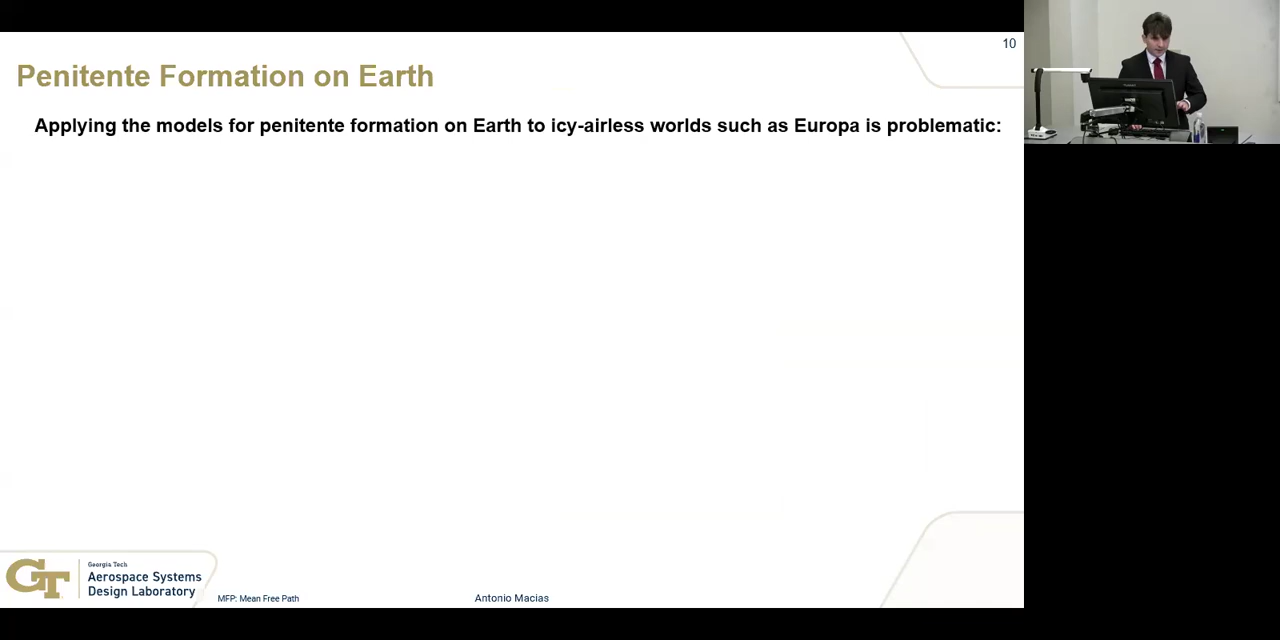 10
Penitente Formation on Earth
Applying the models for penitente formation on Earth to icy-airless worlds such as Europa is problematic:
GT
Georgia Tech
Aerospace Systems
Design Laboratory
MFP: Mean Free Path
Antonio Macias